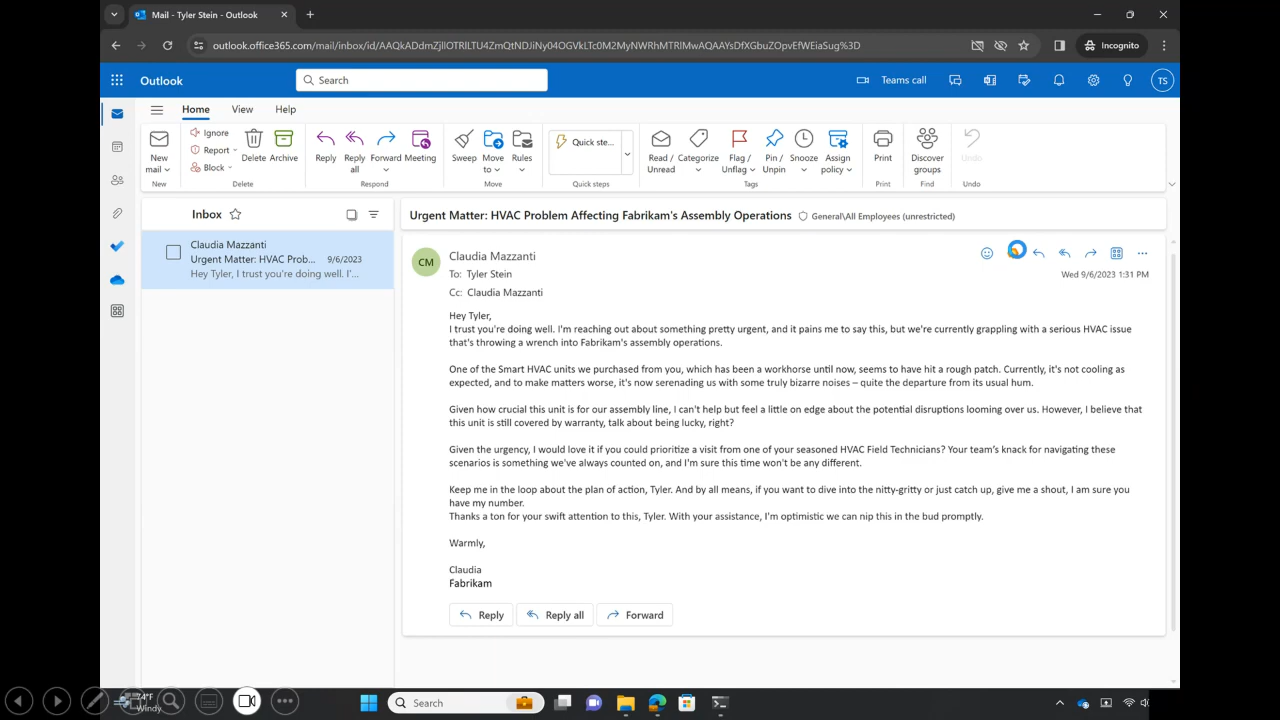 Mail - Tyler Stein - Outlook
outlook.office365.com/mail/inbox/id/AAQkADdmZjllOTRlLTU4ZmQtNDJiNy04OGVkLTc0M2MyNWRhMTRlMwAQAAYsDfXGbuZOpvEfWEiaSug%3D
Incognito
Outlook
Search
Teams call
TS
Home
View
Help
New mail
Ignore
Report
Block
Delete
Archive
Reply
Reply all
Forward
Meeting
Sweep
Move to
Rules
Quick ste...
Read / Unread
Categorize
Flag / Unflag
Pin / Unpin
Snooze
Assign policy
Print
Discover groups
Undo
New
Delete
Respond
Move
Quick steps
Tags
Print
Find
Undo
Inbox
Claudia Mazzanti
Urgent Matter: HVAC Prob...
9/6/2023
Hey Tyler, I trust you're doing well. I'...
Urgent Matter: HVAC Problem Affecting Fabrikam's Assembly Operations
General\All Employees (unrestricted)
CM
Claudia Mazzanti
To: Tyler Stein
Cc: Claudia Mazzanti
Wed 9/6/2023 1:31 PM
Hey Tyler,
I trust you're doing well. I'm reaching out about something pretty urgent, and it pains me to say this, but we're currently grappling with a serious HVAC issue
that's throwing a wrench into Fabrikam's assembly operations.
One of the Smart HVAC units we purchased from you, which has been a workhorse until now, seems to have hit a rough patch. Currently, it's not cooling as
expected, and to make matters worse, it's now serenading us with some truly bizarre noises – quite the departure from its usual hum.
Given how crucial this unit is for our assembly line, I can't help but feel a little on edge about the potential disruptions looming over us. However, I believe that
this unit is still covered by warranty, talk about being lucky, right?
Given the urgency, I would love it if you could prioritize a visit from one of your seasoned HVAC Field Technicians? Your team's knack for navigating these
scenarios is something we've always counted on, and I'm sure this time won't be any different.
Keep me in the loop about the plan of action, Tyler. And by all means, if you want to dive into the nitty-gritty or just catch up, give me a shout, I am sure you
have my number.
Thanks a ton for your swift attention to this, Tyler. With your assistance, I'm optimistic we can nip this in the bud promptly.
Warmly,
Claudia
Fabrikam
Reply
Reply all
Forward
74°F
Windy
Search